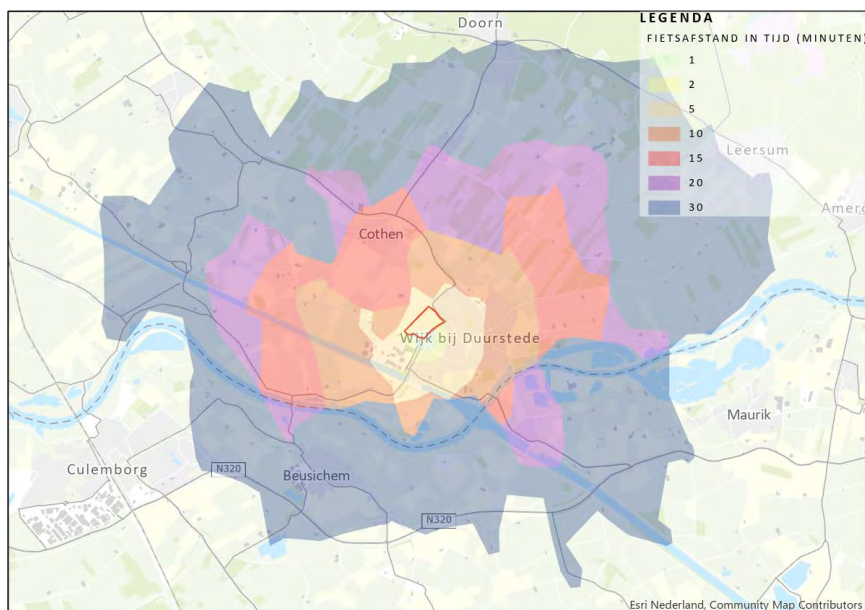 Doorn
LEGENDA
FIETSAFSTAND IN TIJD (MINUTEN)
1
2
5
10
15
20
30
Leersum
Cothen
Wijk bij Duurstede
Maurik
Culemborg
N320
Beusichem
N320
Esri Nederland, Community Map Contributors